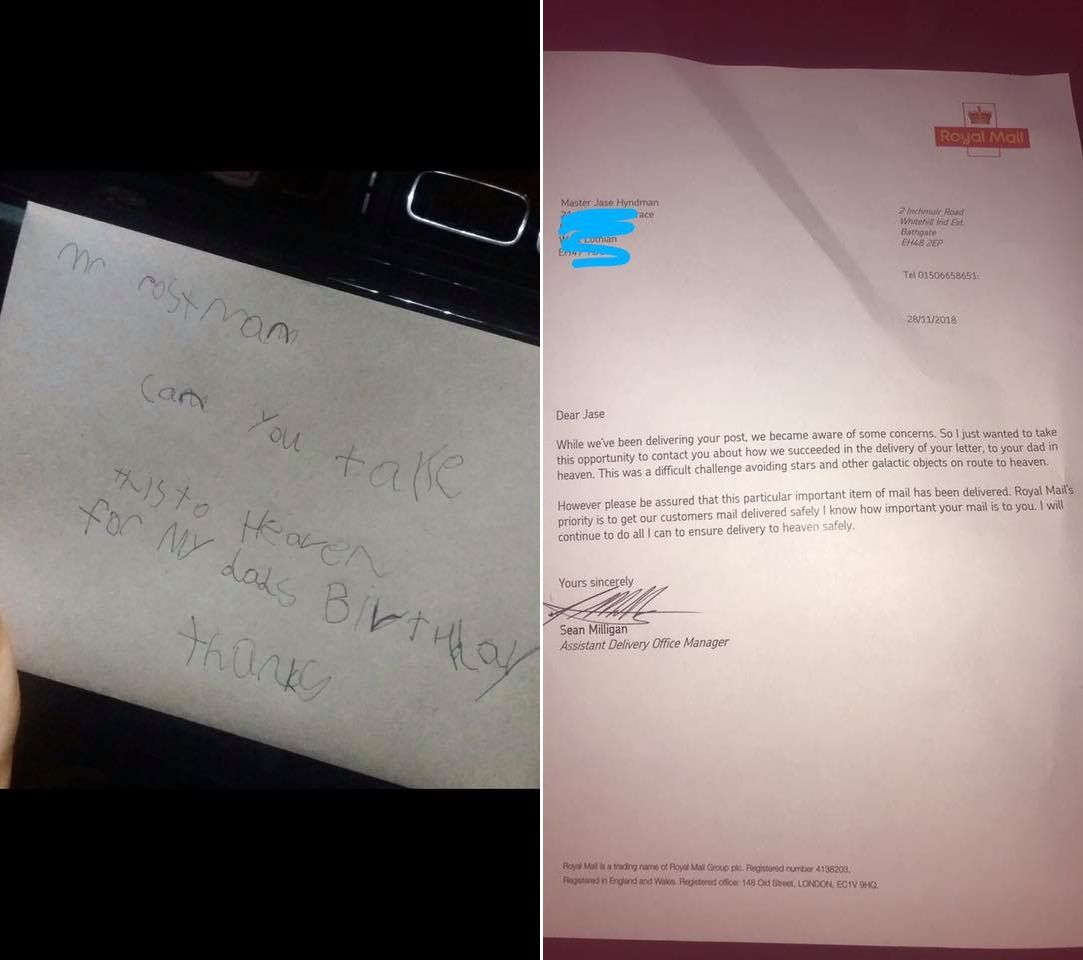 mr Postman
Can you take
this to Heaven
for My dads Birthday
thanks
Royal Mail
Master Jase Hyndman
race
Lothian
2 Inchmuir Road
Whitehill Ind Est.
Bathgate
EH48 2EP
Tel 01506658651:
28/11/2018
Dear Jase
While we've been delivering your post, we became aware of some concerns. So I just wanted to take
this opportunity to contact you about how we succeeded in the delivery of your letter, to your dad in
heaven. This was a difficult challenge avoiding stars and other galactic objects on route to heaven.
However please be assured that this particular important item of mail has been delivered. Royal Mail's
priority is to get our customers mail delivered safely I know how important your mail is to you. I will
continue to do all I can to ensure delivery to heaven safely.
Yours sincerely
Sean Milligan
Assistant Delivery Office Manager
Royal Mail is a trading name of Royal Mail Group plc. Registered number 4138203.
Registered in England and Wales. Registered office: 148 Old Street, LONDON, EC1V 9HQ.